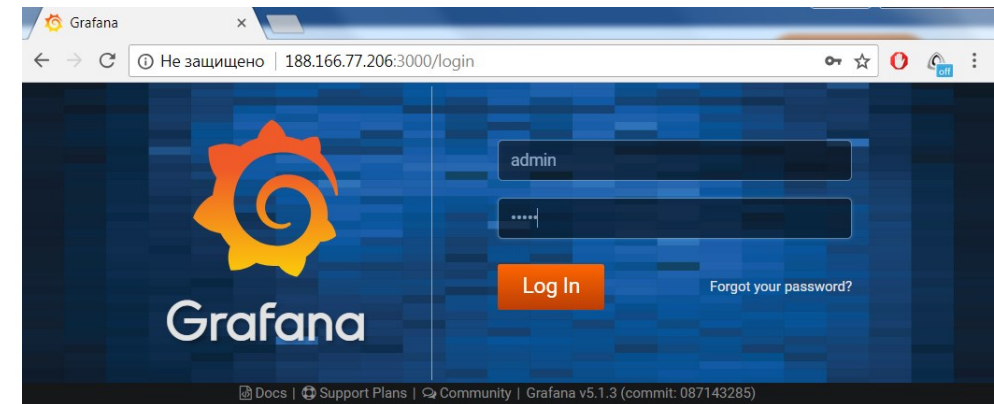 Grafana
Не защищено 188.166.77.206:3000/login
off
admin
•••••
Log In
Forgot your password?
Grafana
Docs | Support Plans | Community | Grafana v5.1.3 (commit: 087143285)